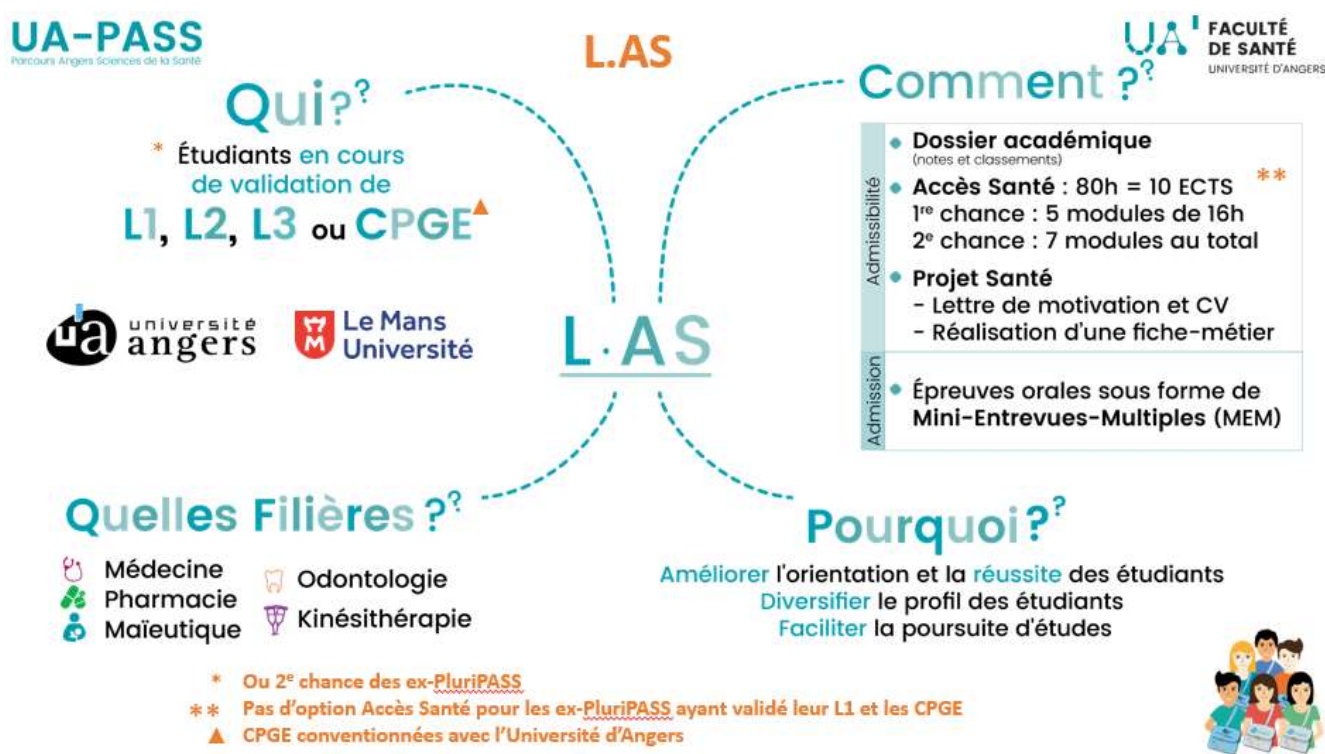 UA-PASS
Parcours Angers Sciences de la Santé
L.AS
UA'
FACULTÉ
DE SANTÉ
UNIVERSITÉ D'ANGERS
Qui??
* Étudiants en cours
de validation de
L1, L2, L3 ou CPGE▲
ua
université
angers
Le Mans
Université
L.AS
Comment ??
Admissibilité
• Dossier académique
(notes et classements)
• Accès Santé : 80h = 10 ECTS **
1re chance : 5 modules de 16h
2e chance : 7 modules au total
• Projet Santé
- Lettre de motivation et CV
- Réalisation d'une fiche-métier
Admission
• Épreuves orales sous forme de
Mini-Entrevues-Multiples (MEM)
Quelles Filières ??
Médecine
Pharmacie
Maïeutique
Odontologie
Kinésithérapie
Pourquoi ??
Améliorer l'orientation et la réussite des étudiants
Diversifier le profil des étudiants
Faciliter la poursuite d'études
* Ou 2e chance des ex-PluriPASS
** Pas d'option Accès Santé pour les ex-PluriPASS ayant validé leur L1 et les CPGE
▲ CPGE conventionnées avec l'Université d'Angers